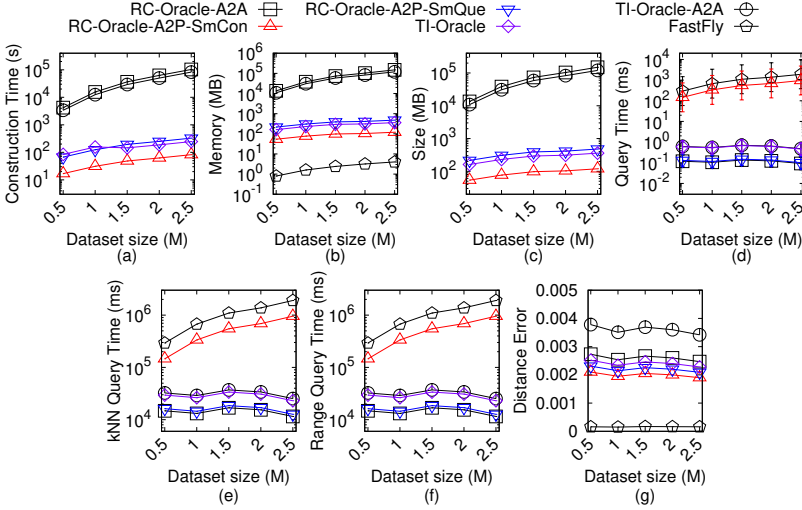 RC-Oracle-A2A RC-Oracle-A2P-SmQue TI-Oracle-A2A
RC-Oracle-A2P-SmCon TI-Oracle FastFly
Construction Time (s)
10^5
10^4
10^3
10^2
10^1
0.5 1 1.5 2 2.5
Dataset size (M)
(a)
Memory (MB)
10^6
10^5
10^4
10^3
10^2
10^1
10^0
10^-1
0.5 1 1.5 2 2.5
Dataset size (M)
(b)
Size (MB)
10^5
10^4
10^3
10^2
0.5 1 1.5 2 2.5
Dataset size (M)
(c)
Query Time (ms)
10^4
10^3
10^2
10^1
10^0
10^-1
10^-2
0.5 1 1.5 2 2.5
Dataset size (M)
(d)
kNN Query Time (ms)
10^6
10^5
10^4
0.5 1 1.5 2 2.5
Dataset size (M)
(e)
Range Query Time (ms)
10^6
10^5
10^4
0.5 1 1.5 2 2.5
Dataset size (M)
(f)
Distance Error
0.005
0.004
0.003
0.002
0.001
0
0.5 1 1.5 2 2.5
Dataset size (M)
(g)